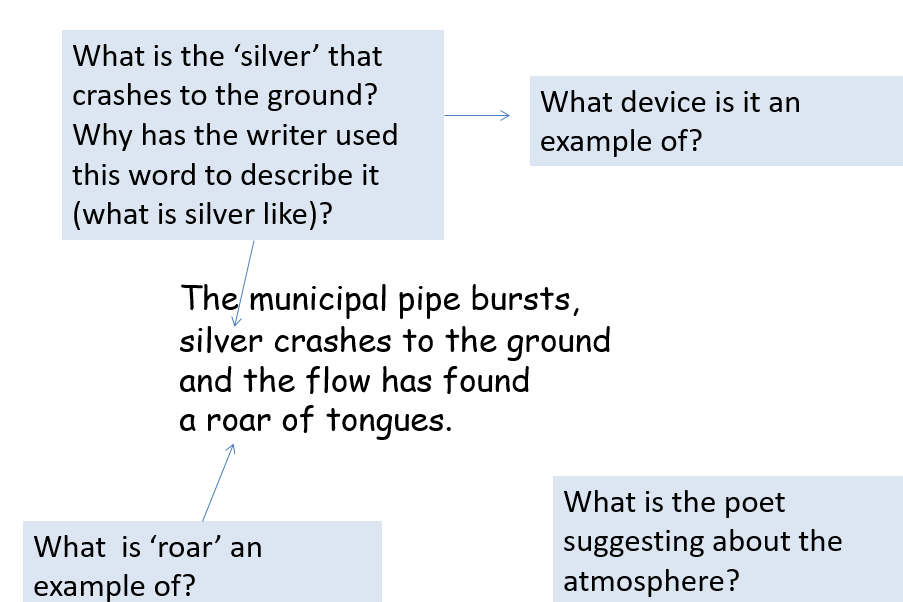 What is the ‘silver’ that
crashes to the ground?
Why has the writer used
this word to describe it
(what is silver like)?
What device is it an
example of?
The municipal pipe bursts,
silver crashes to the ground
and the flow has found
a roar of tongues.
What  is ‘roar’ an
example of?
What is the poet
suggesting about the
atmosphere?